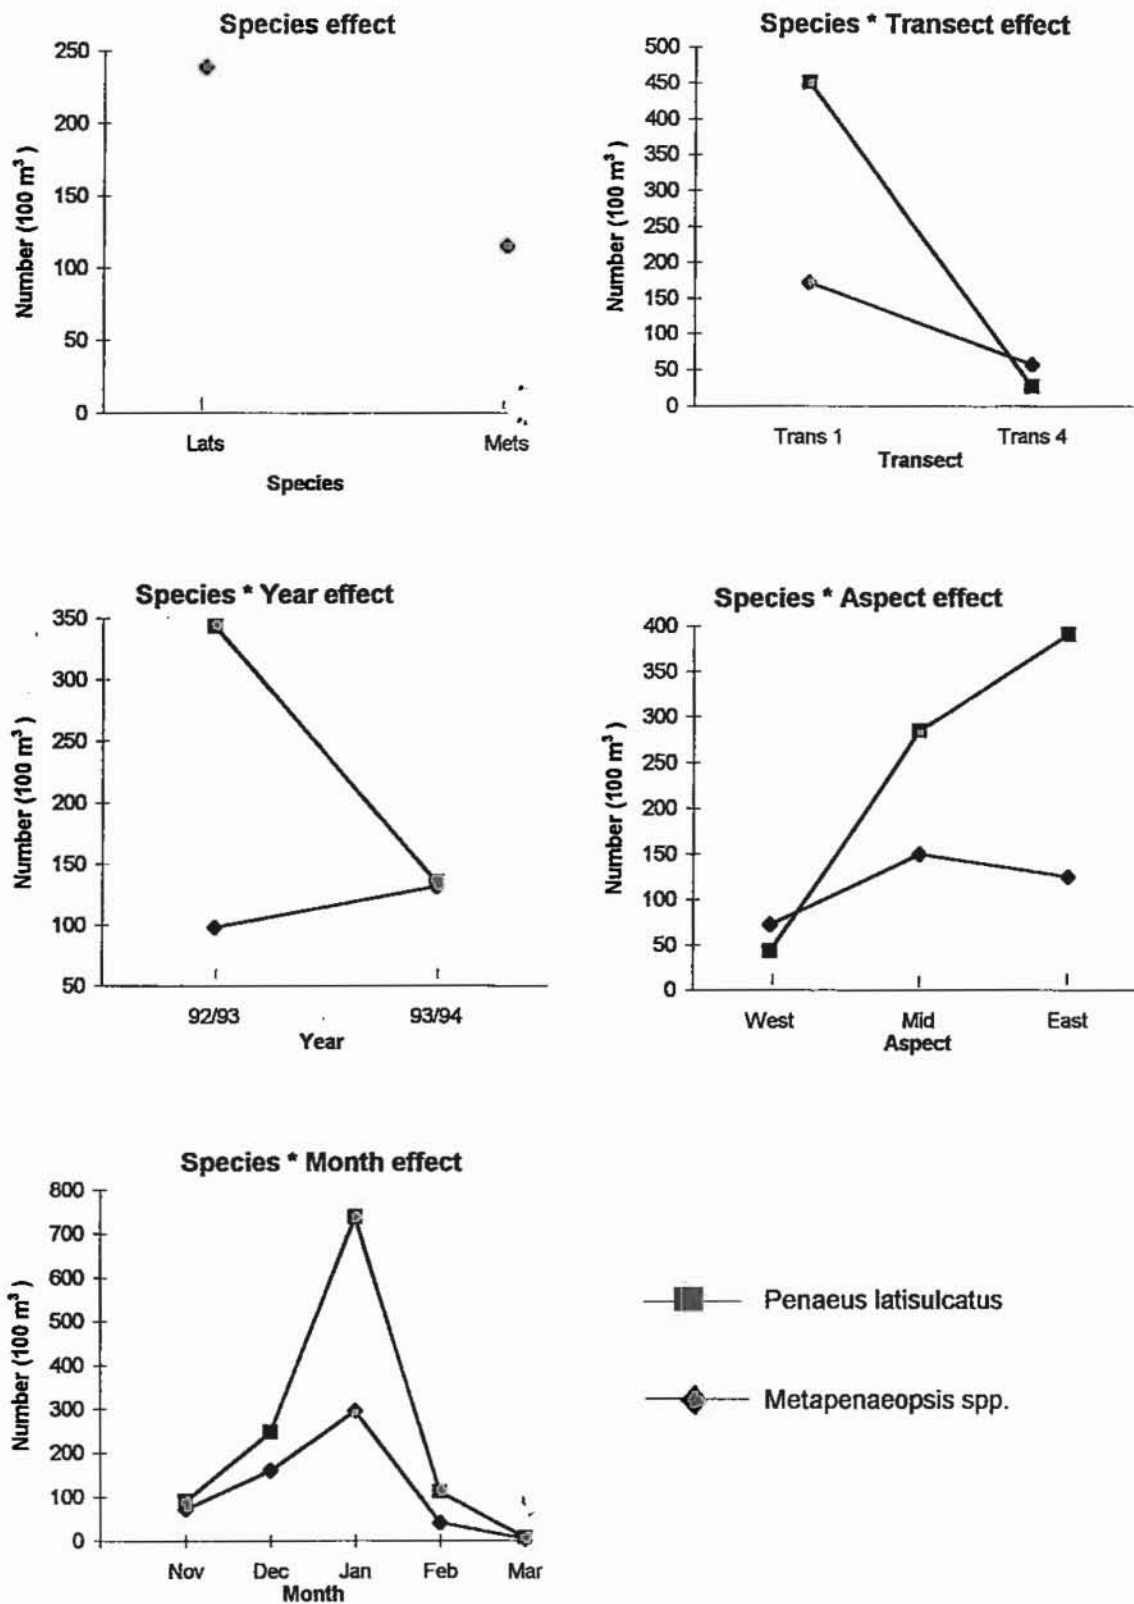 Species effect
250
200
150
100
50
0
Number (100 m³ )
Lats
Mets
Species
Species * Transect effect
500
450
400
350
300
250
200
150
100
50
0
Number (100 m³ )
Trans 1
Trans 4
Transect
Species * Year effect
350
300
250
200
150
100
50
Number (100 m³ )
92/93
93/94
Year
Species * Aspect effect
400
350
300
250
200
150
100
50
0
Number (100 m³ )
West
Mid
East
Aspect
Species * Month effect
800
700
600
500
400
300
200
100
0
Number (100 m³ )
Nov
Dec
Jan
Feb
Mar
Month
Penaeus latisulcatus
Metapenaeopsis spp.